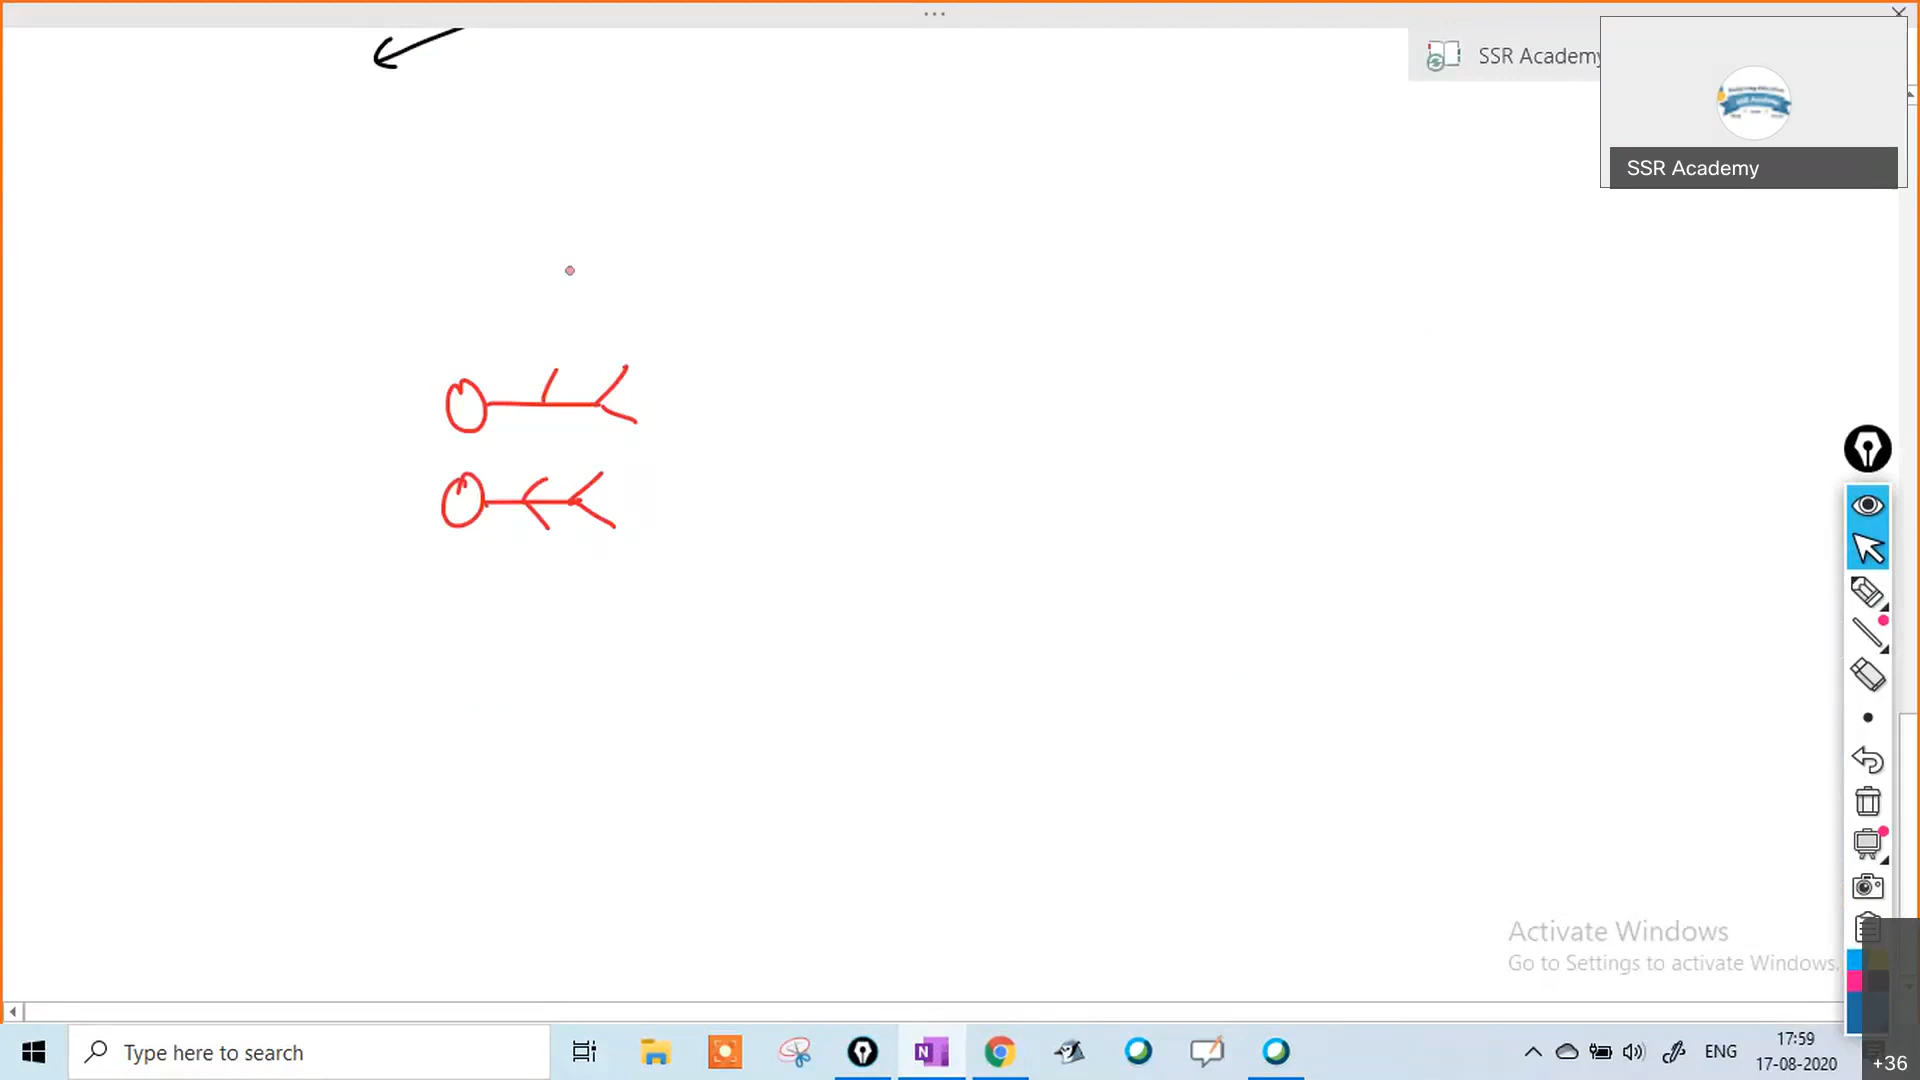 SSR Academy
SSR Academy
Activate Windows
Go to Settings to activate Windows.
Type here to search
ENG
17:59
17-08-2020
+36